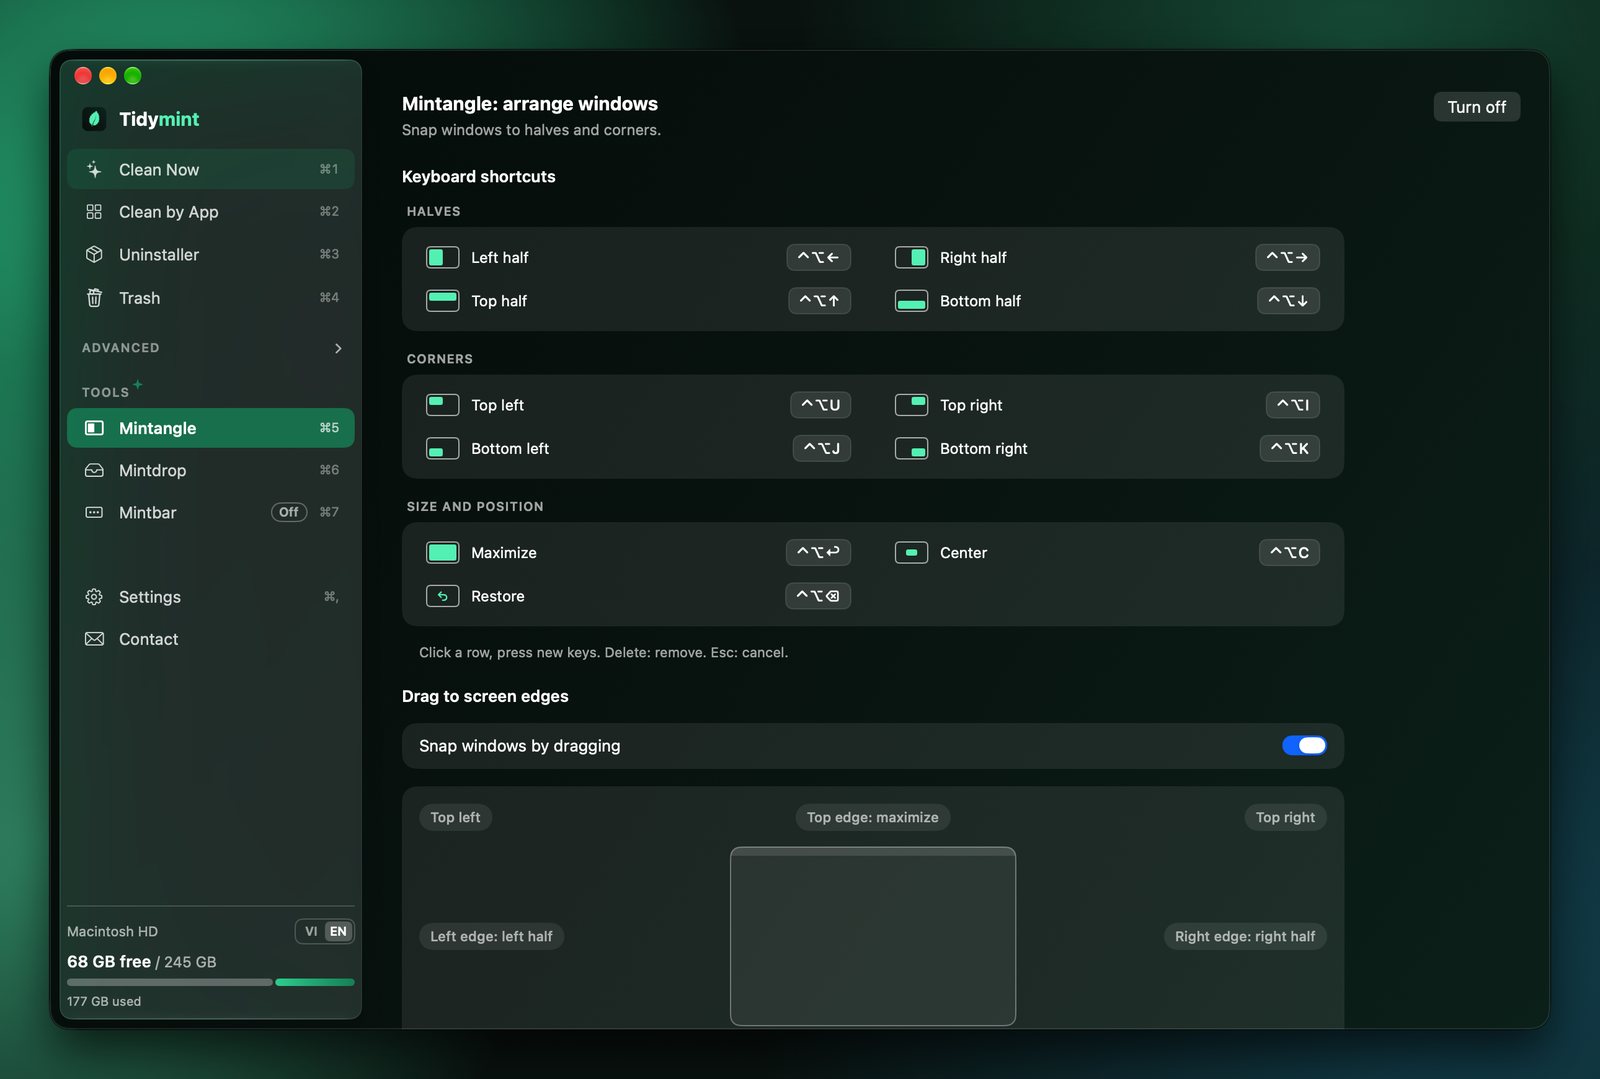 Tidymint
Clean Now ⌘1
Clean by App ⌘2
Uninstaller ⌘3
Trash ⌘4
ADVANCED
TOOLS
Mintangle ⌘5
Mintdrop ⌘6
Mintbar Off ⌘7
Settings ⌘,
Contact
Macintosh HD VI EN
68 GB free / 245 GB
177 GB used
Mintangle: arrange windows
Turn off
Snap windows to halves and corners.
Keyboard shortcuts
HALVES
Left half ^⌥← Right half ^⌥→
Top half ^⌥↑ Bottom half ^⌥↓
CORNERS
Top left ^⌥U Top right ^⌥I
Bottom left ^⌥J Bottom right ^⌥K
SIZE AND POSITION
Maximize ^⌥↩ Center ^⌥C
Restore ^⌥⌫
Click a row, press new keys. Delete: remove. Esc: cancel.
Drag to screen edges
Snap windows by dragging
Top left Top edge: maximize Top right
Left edge: left half Right edge: right half